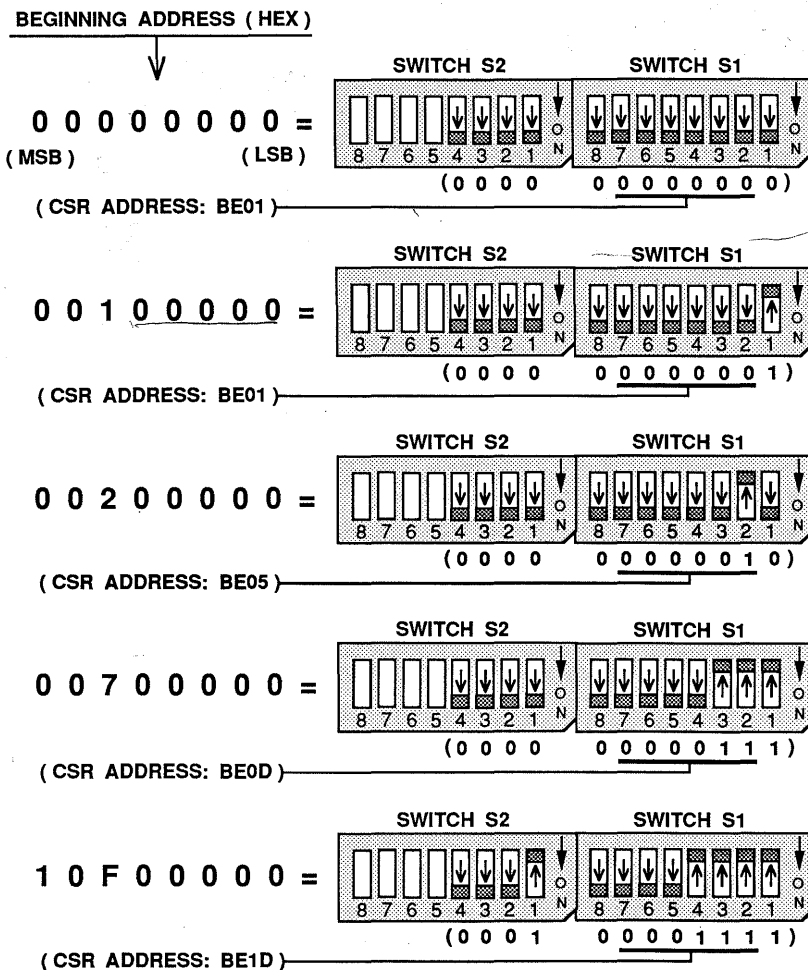 BEGINNING ADDRESS ( HEX )
SWITCH S2 SWITCH S1
0 0 0 0 0 0 0 0 =
8 7 6 5 4 3 2 1 ON 8 7 6 5 4 3 2 1 ON
( MSB ) ( LSB )
( 0 0 0 0 0 0 0 0 0 0 0 0 )
( CSR ADDRESS: BE01 )
SWITCH S2 SWITCH S1
0 0 1 0 0 0 0 0 =
8 7 6 5 4 3 2 1 ON 8 7 6 5 4 3 2 1 ON
( 0 0 0 0 0 0 0 0 0 0 0 1 )
( CSR ADDRESS: BE01 )
SWITCH S2 SWITCH S1
0 0 2 0 0 0 0 0 =
8 7 6 5 4 3 2 1 ON 8 7 6 5 4 3 2 1 ON
( 0 0 0 0 0 0 0 0 0 0 1 0 )
( CSR ADDRESS: BE05 )
SWITCH S2 SWITCH S1
0 0 7 0 0 0 0 0 =
8 7 6 5 4 3 2 1 ON 8 7 6 5 4 3 2 1 ON
( 0 0 0 0 0 0 0 0 0 1 1 1 )
( CSR ADDRESS: BE0D )
SWITCH S2 SWITCH S1
1 0 F 0 0 0 0 0 =
8 7 6 5 4 3 2 1 ON 8 7 6 5 4 3 2 1 ON
( 0 0 0 1 0 0 0 0 1 1 1 1 )
( CSR ADDRESS: BE1D )